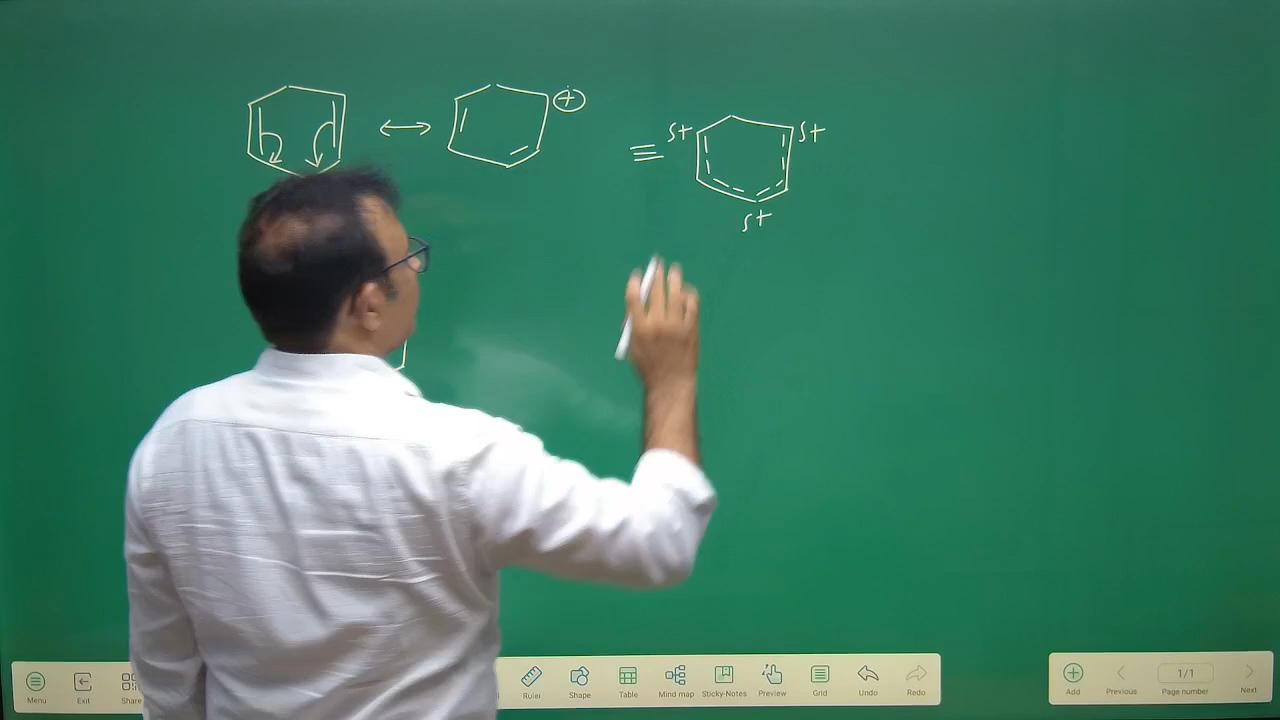 ⊕
≡
δ+ δ+
δ+
Menu Exit Share Ruler Shape Table Mind map Sticky-Notes Preview Grid Undo Redo Add Previous 1/1 Page number Next